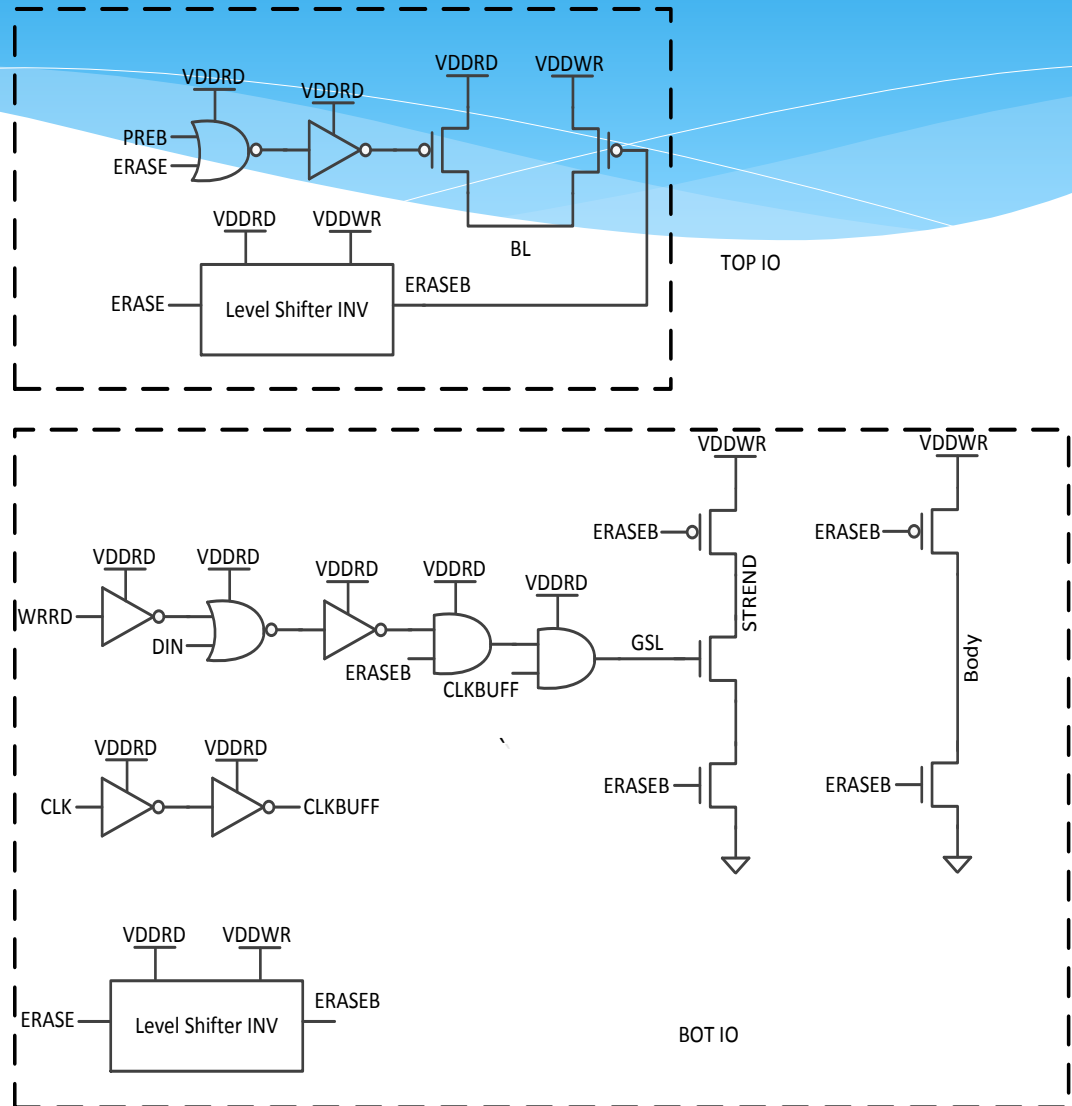 VDDRD VDDWR
VDDRD
VDDRD
PREB
ERASE
VDDRD VDDWR
BL
TOP IO
ERASEB
ERASE
Level Shifter INV
VDDWR VDDWR
ERASEB ERASEB
VDDRD VDDRD VDDRD VDDRD VDDRD
STREND
WRRD
DIN
GSL
ERASEB
CLKBUFF
Body
`
VDDRD VDDRD
ERASEB ERASEB
CLK CLKBUFF
VDDRD VDDWR
ERASEB
ERASE
Level Shifter INV
BOT IO